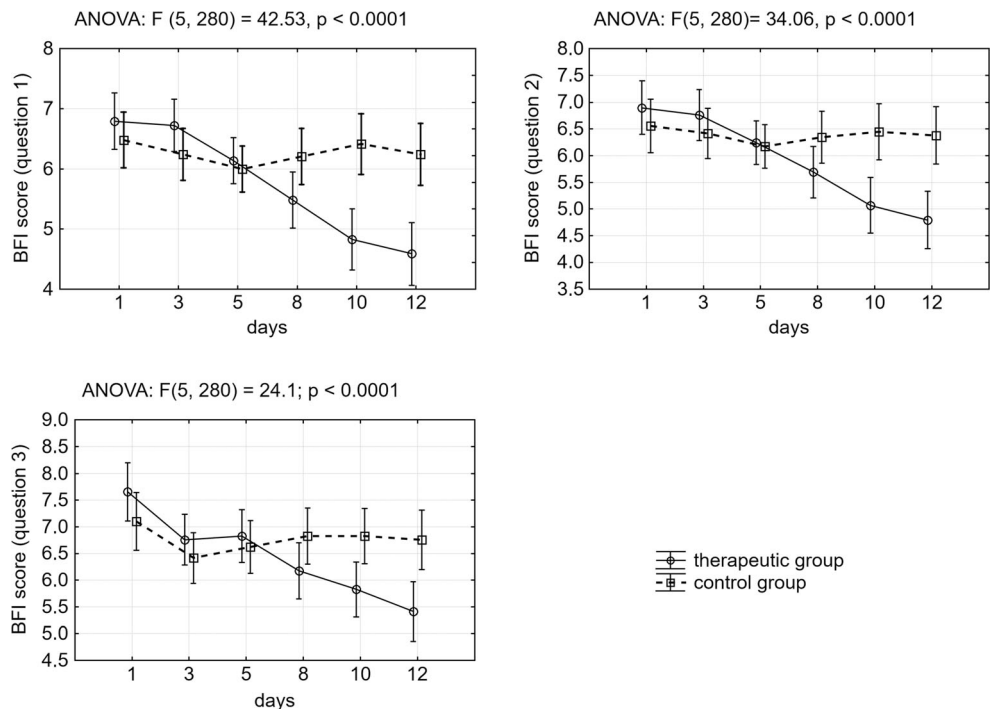 ANOVA: F (5, 280) = 42.53, p < 0.0001
BFI score (question 1)
8
7
6
5
4
1 3 5 8 10 12
days
ANOVA: F(5, 280)= 34.06, p < 0.0001
BFI score (question 2)
8.0
7.5
7.0
6.5
6.0
5.5
5.0
4.5
4.0
3.5
1 3 5 8 10 12
days
ANOVA: F(5, 280) = 24.1; p < 0.0001
BFI score (question 3)
9.0
8.5
8.0
7.5
7.0
6.5
6.0
5.5
5.0
4.5
1 3 5 8 10 12
days
therapeutic group
control group